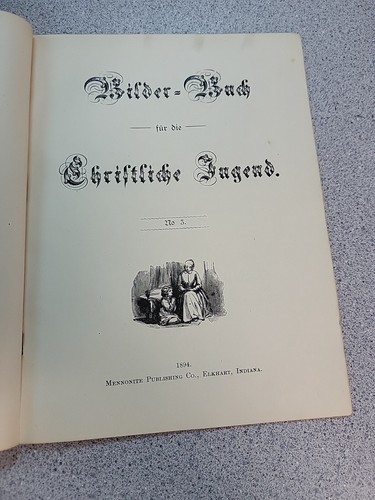 Bilder-Buch
für die
Christliche Jugend.
No 3.
1894.
Mennonite Publishing Co., Elkhart, Indiana.